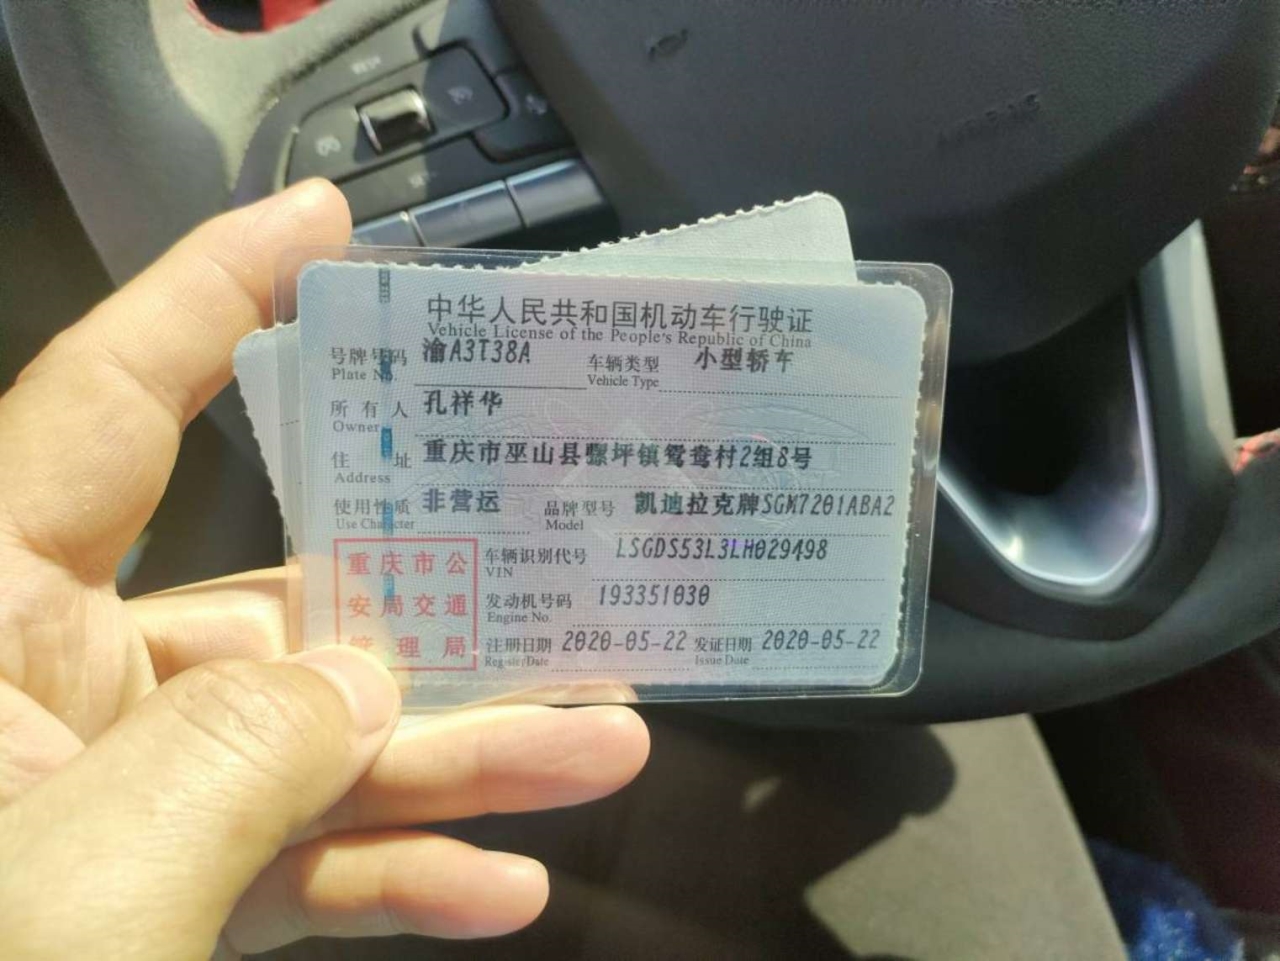 中华人民共和国机动车行驶证
Vehicle License of the People's Republic of China
号牌号码 渝A3T38A 车辆类型 小型轿车
Plate No. Vehicle Type
所有人 孔祥华
Owner
住址 重庆市巫山县骡坪镇鸳鸯村2组8号
Address
使用性质 非营运 品牌型号 凯迪拉克牌SGM7201ABA2
Use Character Model
车辆识别代号 LSGDS53L3LH029498
VIN
发动机号码 193351030
Engine No.
注册日期 2020-05-22 发证日期 2020-05-22
Register Date Issue Date
重庆市公
安局交通
管理局